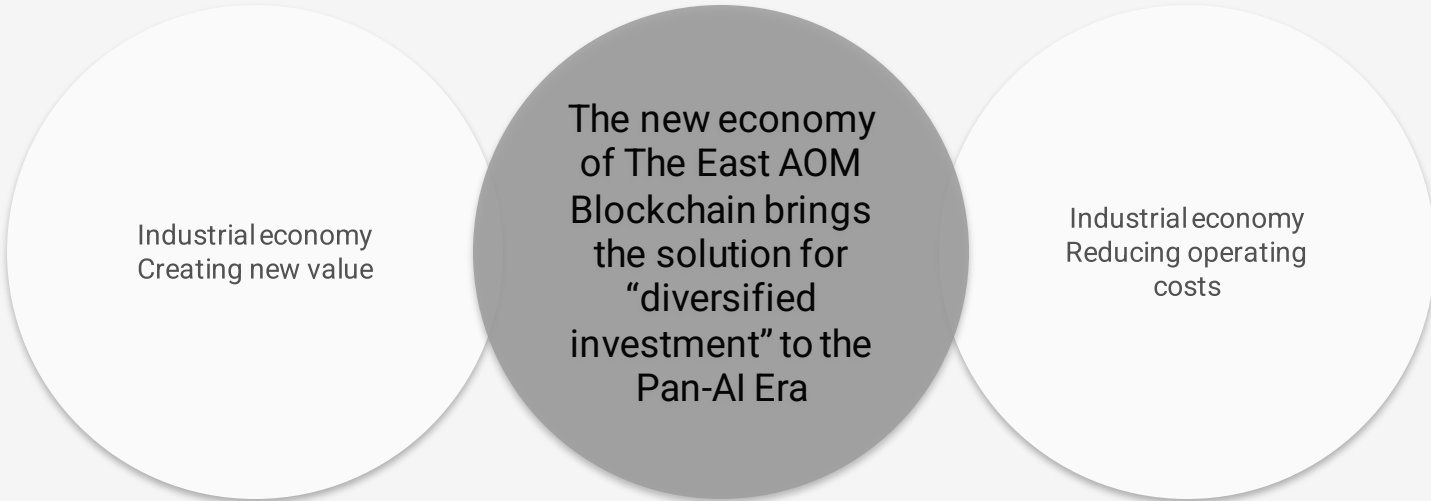 Industrial economy
Creating new value
The new economy
of The East AOM
Blockchain brings
the solution for
“diversified
investment” to the
Pan-AI Era
Industrial economy
Reducing operating
costs